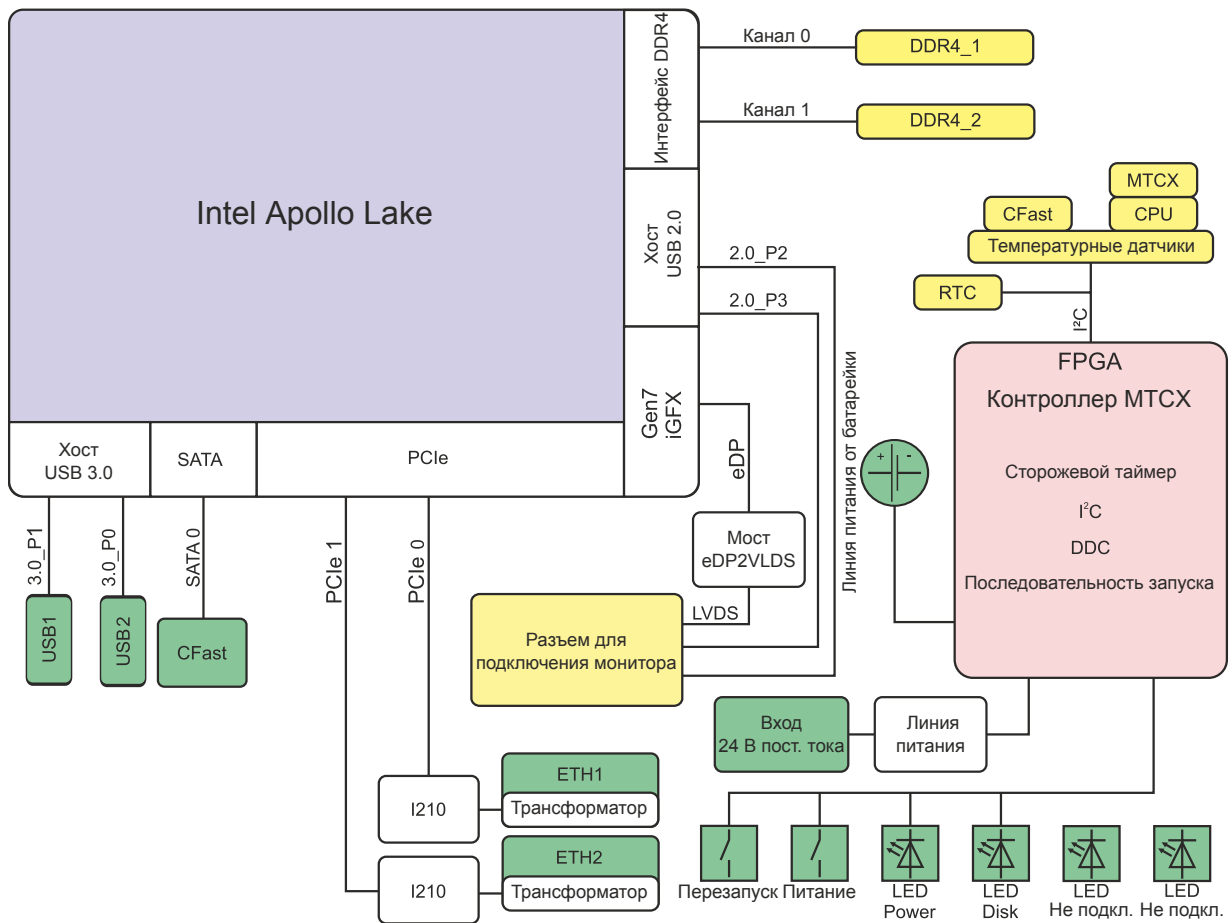 Intel Apollo Lake
Интерфейс DDR4
Канал 0
DDR4_1
Канал 1
DDR4_2
Хост
USB 2.0
2.0_P2
2.0_P3
Gen7
iGFX
eDP
Хост
USB 3.0
SATA
PCIe
3.0_P1
3.0_P0
SATA 0
PCIe 1
PCIe 0
USB1
USB2
CFast
Мост
eDP2VLDS
LVDS
Разъем для
подключения монитора
Линия питания от батарейки
+ -
MTCX
CFast
CPU
Температурные датчики
RTC
I²C
FPGA
Контроллер MTCX
Сторожевой таймер
I²C
DDC
Последовательность запуска
Вход
24 В пост. тока
Линия
питания
I210
ETH1
Трансформатор
I210
ETH2
Трансформатор
Перезапуск
Питание
LED
Power
LED
Disk
LED
Не подкл.
LED
Не подкл.